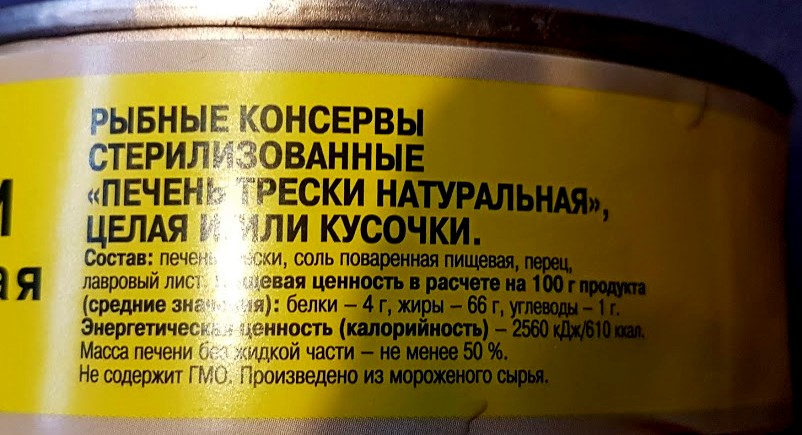 РЫБНЫЕ КОНСЕРВЫ
СТЕРИЛИЗОВАННЫЕ
«ПЕЧЕНЬ ТРЕСКИ НАТУРАЛЬНАЯ»,
ЦЕЛАЯ И/ИЛИ КУСОЧКИ.
Состав: печень трески, соль поваренная пищевая, перец,
лавровый лист. Пищевая ценность в расчете на 100 г продукта
(средние значения): белки – 4 г, жиры – 66 г, углеводы – 1 г.
Энергетическая ценность (калорийность) – 2560 кДж/610 ккал.
Масса печени без жидкой части – не менее 50 %.
Не содержит ГМО. Произведено из мороженого сырья.